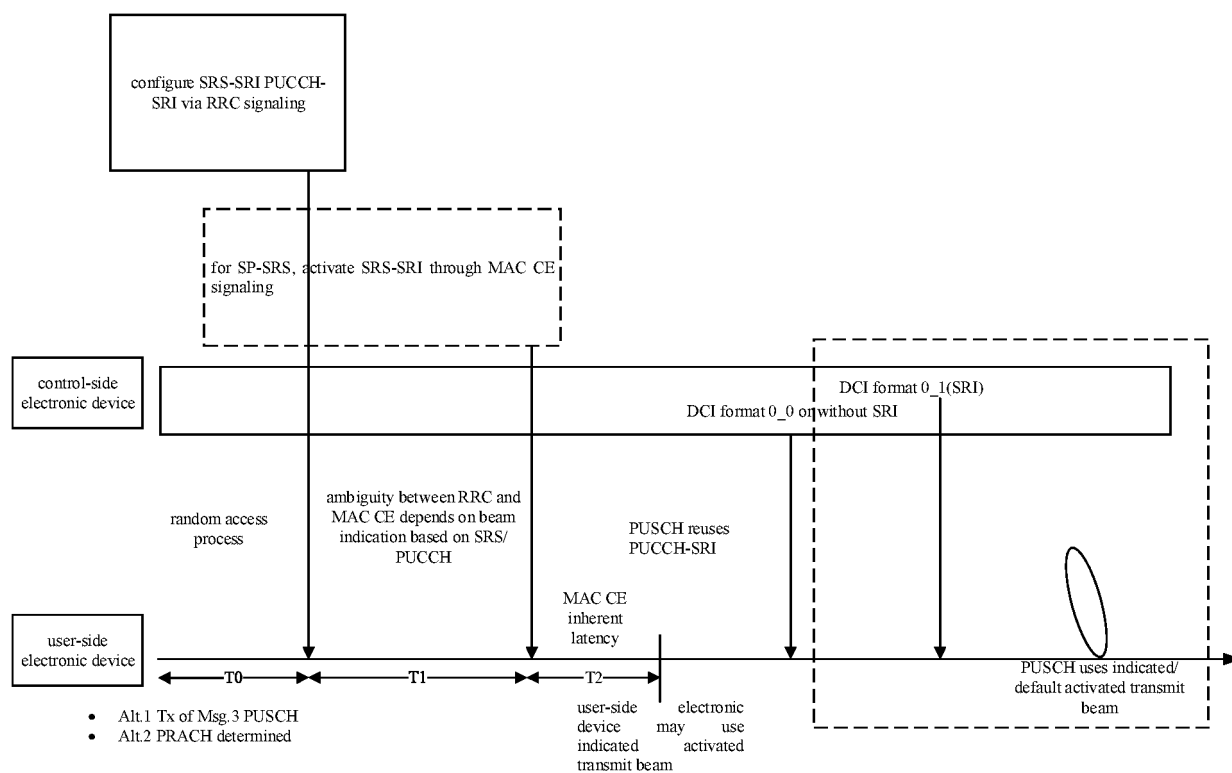 configure SRS-SRI PUCCH-
SRI via RRC signaling
for SP-SRS, activate SRS-SRI through MAC CE
signaling
control-side
electronic device
DCI format 0_1(SRI)
DCI format 0_0 or without SRI
random access
process
ambiguity between RRC and
MAC CE depends on beam
indication based on SRS/
PUCCH
PUSCH reuses
PUCCH-SRI
MAC CE
inherent
latency
user-side
electronic device
T0
T1
T2
PUSCH uses indicated/
default activated transmit
beam
• Alt.1 Tx of Msg.3 PUSCH
• Alt.2 PRACH determined
user-side electronic
device may use
indicated activated
transmit beam